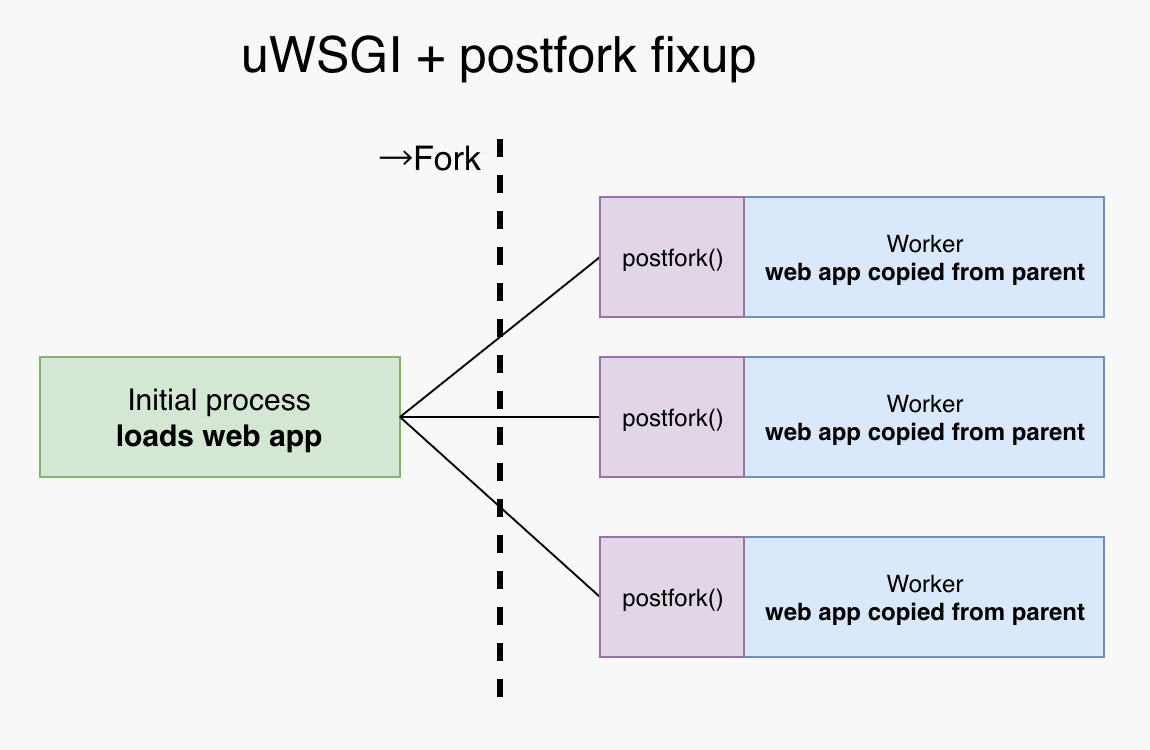 uWSGI + postfork fixup
→Fork
postfork()
Worker
web app copied from parent
Initial process
loads web app
postfork()
Worker
web app copied from parent
postfork()
Worker
web app copied from parent